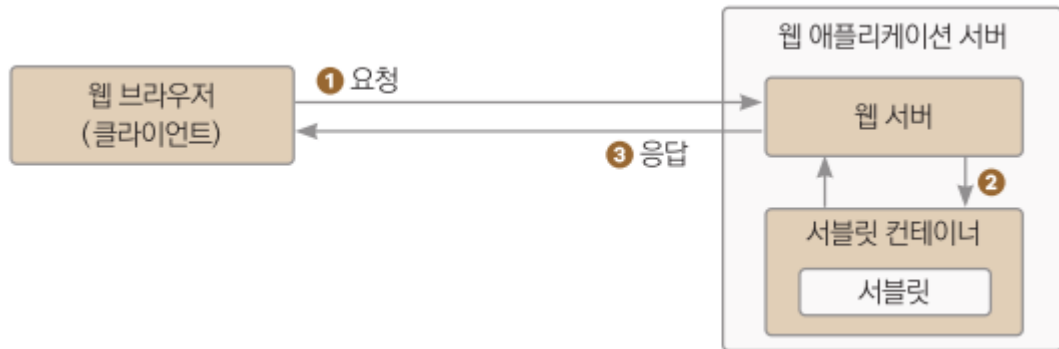 웹 애플리케이션 서버
웹 브라우저
(클라이언트)
1 요청
웹 서버
3 응답
2
서블릿 컨테이너
서블릿